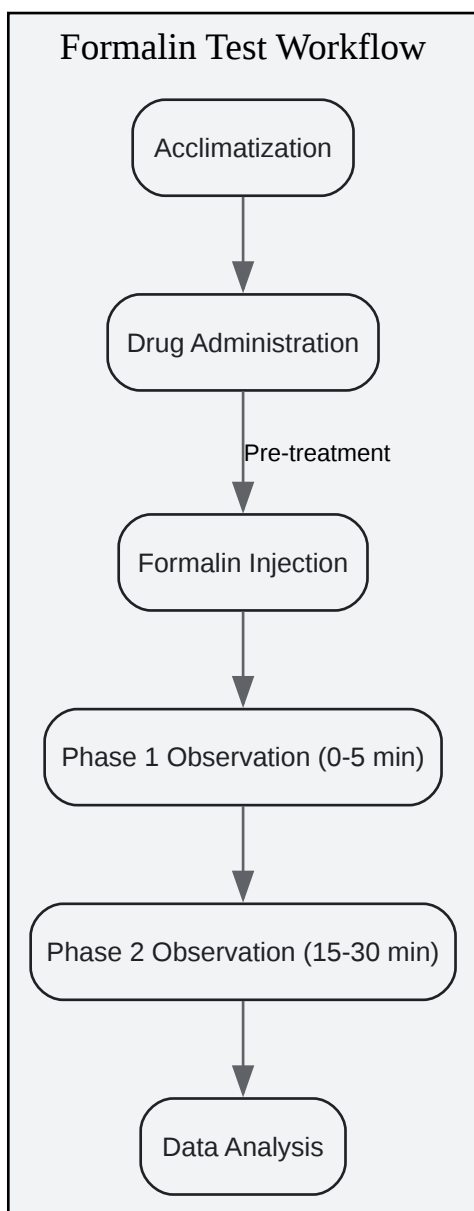 Formalin Test Workflow
Acclimatization
Drug Administration
Pre-treatment
Formalin Injection
Phase 1 Observation (0-5 min)
Phase 2 Observation (15-30 min)
Data Analysis